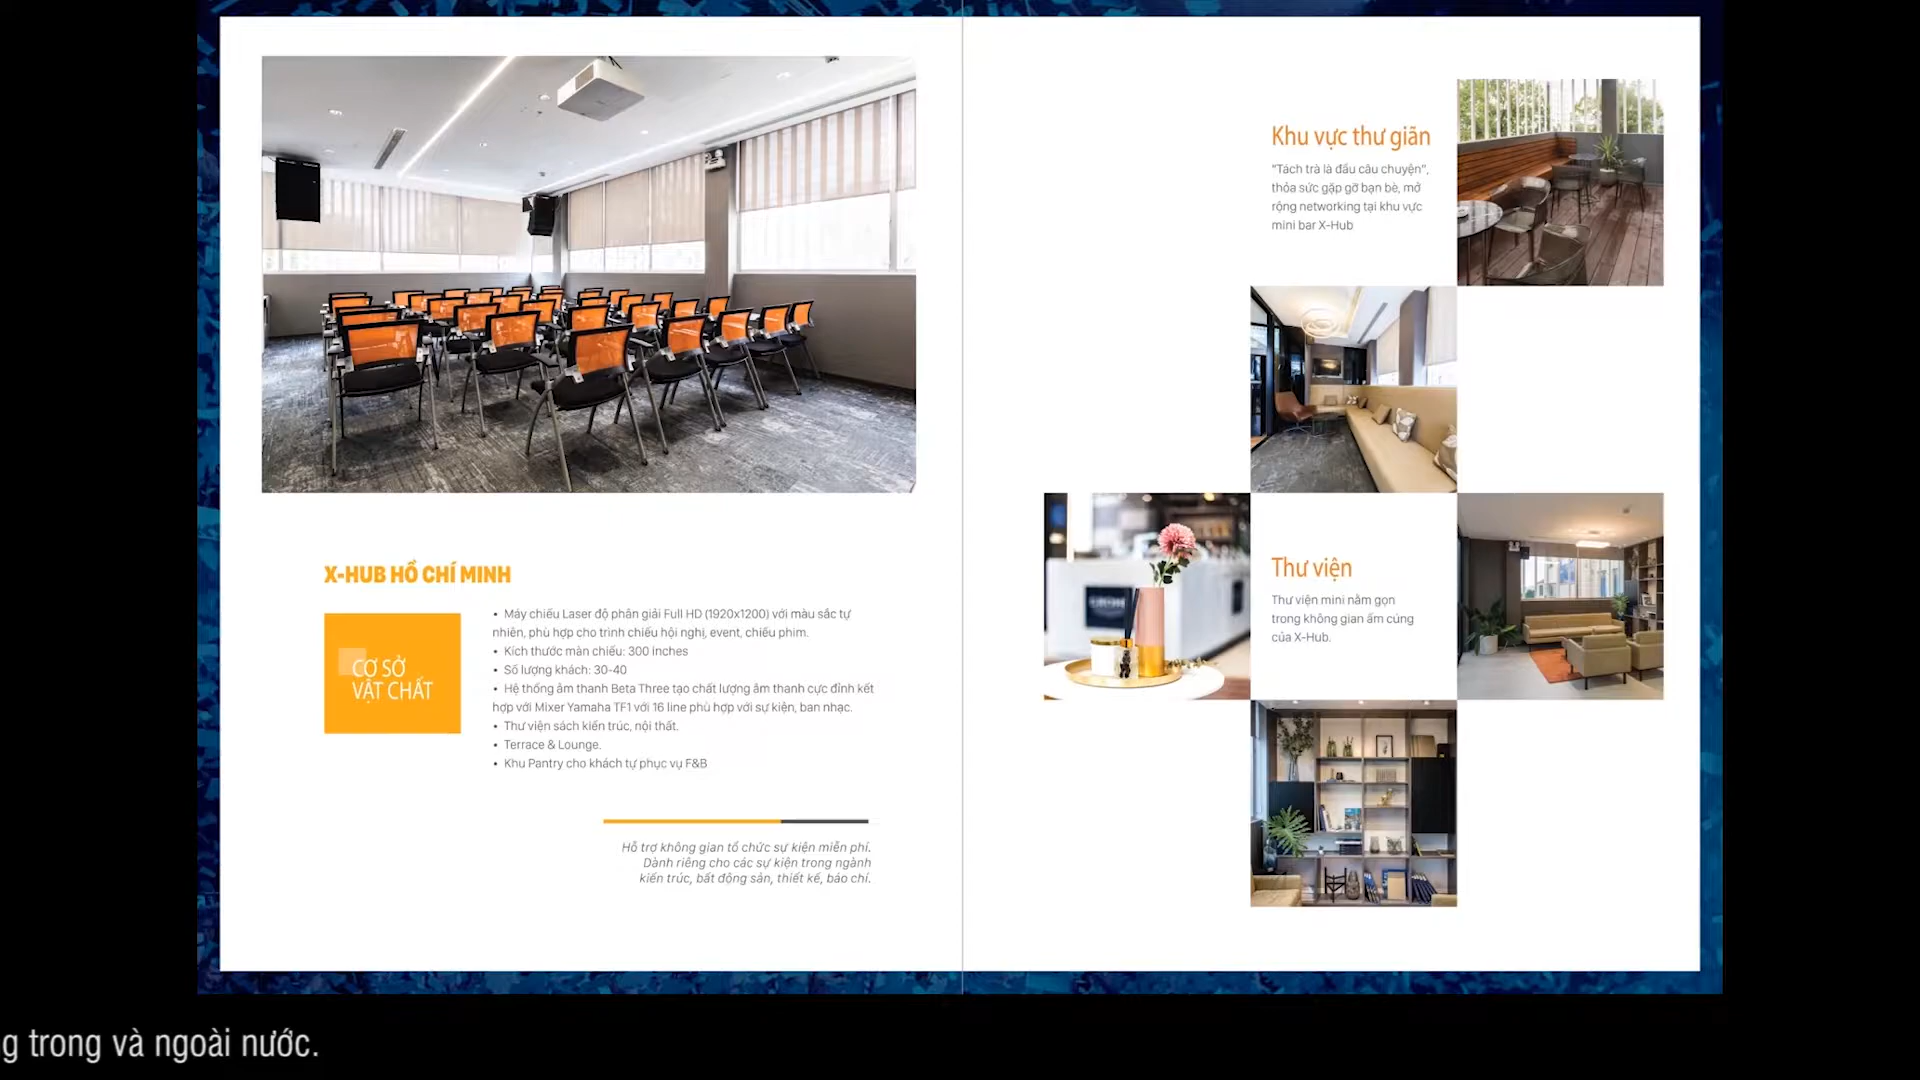 X-HUB HỒ CHÍ MINH
CƠ SỞ
VẬT CHẤT
• Máy chiếu Laser độ phân giải Full HD (1920x1200) với màu sắc tự
nhiên, phù hợp cho trình chiếu hội nghị, event, chiếu phim.
• Kích thước màn chiếu: 300 inches
• Số lượng khách: 30-40
• Hệ thống âm thanh Beta Three tạo chất lượng âm thanh cực đỉnh kết
hợp với Mixer Yamaha TF1 với 16 line phù hợp với sự kiện, ban nhạc.
• Thư viện sách kiến trúc, nội thất.
• Terrace & Lounge.
• Khu Pantry cho khách tự phục vụ F&B
Hỗ trợ không gian tổ chức sự kiện miễn phí.
Dành riêng cho các sự kiện trong ngành
kiến trúc, bất động sản, thiết kế, báo chí.
Khu vực thư giãn
"Tách trà là đầu câu chuyện",
thỏa sức gặp gỡ bạn bè, mở
rộng networking tại khu vực
mini bar X-Hub
Thư viện
Thư viện mini nằm gọn
trong không gian ấm cúng
của X-Hub.
g trong và ngoài nước.